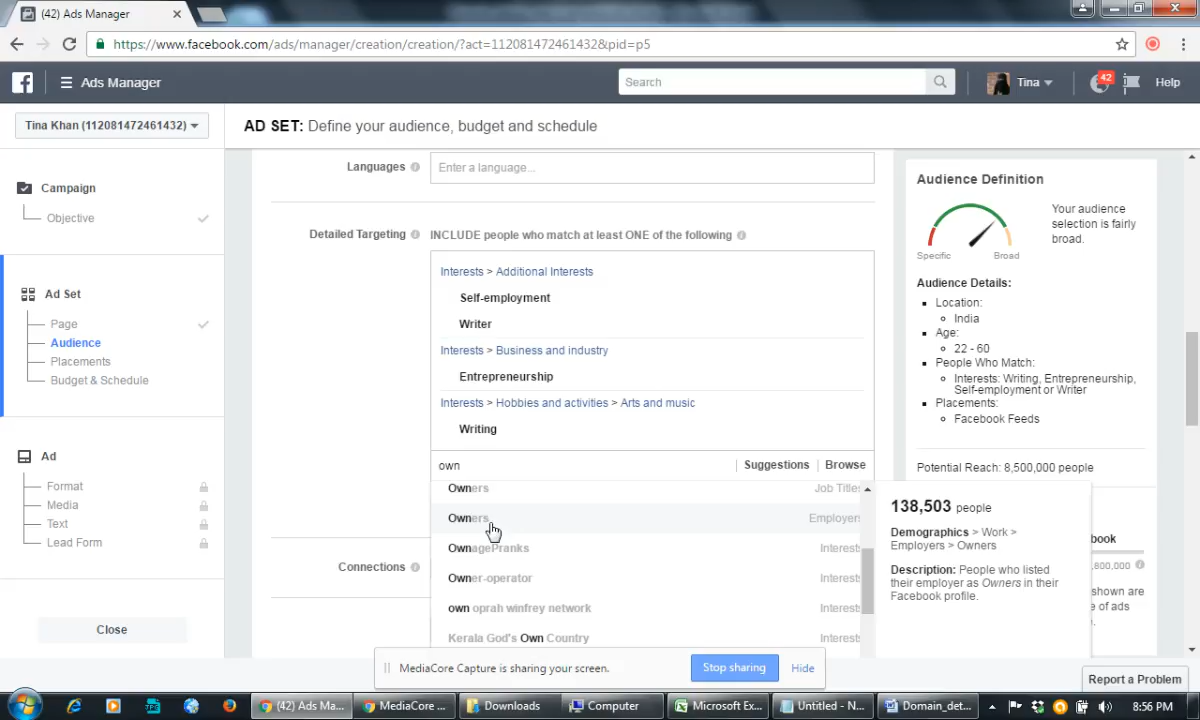 (42) Ads Manager
https://www.facebook.com/ads/manager/creation/creation/?act=1120814724614432&pid=p5
Ads Manager
Search
Tina
42
Help
Tina Khan (112081472461432)
AD SET: Define your audience, budget and schedule
Campaign
Objective
Ad Set
Page
Audience
Placements
Budget & Schedule
Ad
Format
Media
Text
Lead Form
Close
Languages
Enter a language...
Detailed Targeting
INCLUDE people who match at least ONE of the following
Interests > Additional Interests
Self-employment
Writer
Interests > Business and industry
Entrepreneurship
Interests > Hobbies and activities > Arts and music
Writing
own
Suggestions
Browse
Owners Job Titles
Owners Employers
OwnagePranks Interests
Owner-operator Interests
own oprah winfrey network Interests
Kerala God's Own Country Interests
Connections
Audience Definition
Your audience
selection is fairly
broad.
Specific
Broad
Audience Details:
Location:
India
Age:
22 - 60
People Who Match:
Interests: Writing, Entrepreneurship,
Self-employment or Writer
Placements:
Facebook Feeds
Potential Reach: 8,500,000 people
138,503 people
Demographics > Work >
Employers > Owners
Description: People who listed
their employer as Owners in their
Facebook profile.
book
,800,000
shown are
e of ads
MediaCore Capture is sharing your screen.
Stop sharing
Hide
Report a Problem
(42) Ads Ma...
MediaCore ...
Downloads
Computer
Microsoft Ex...
Untitled - N...
Domain_det...
8:56 PM